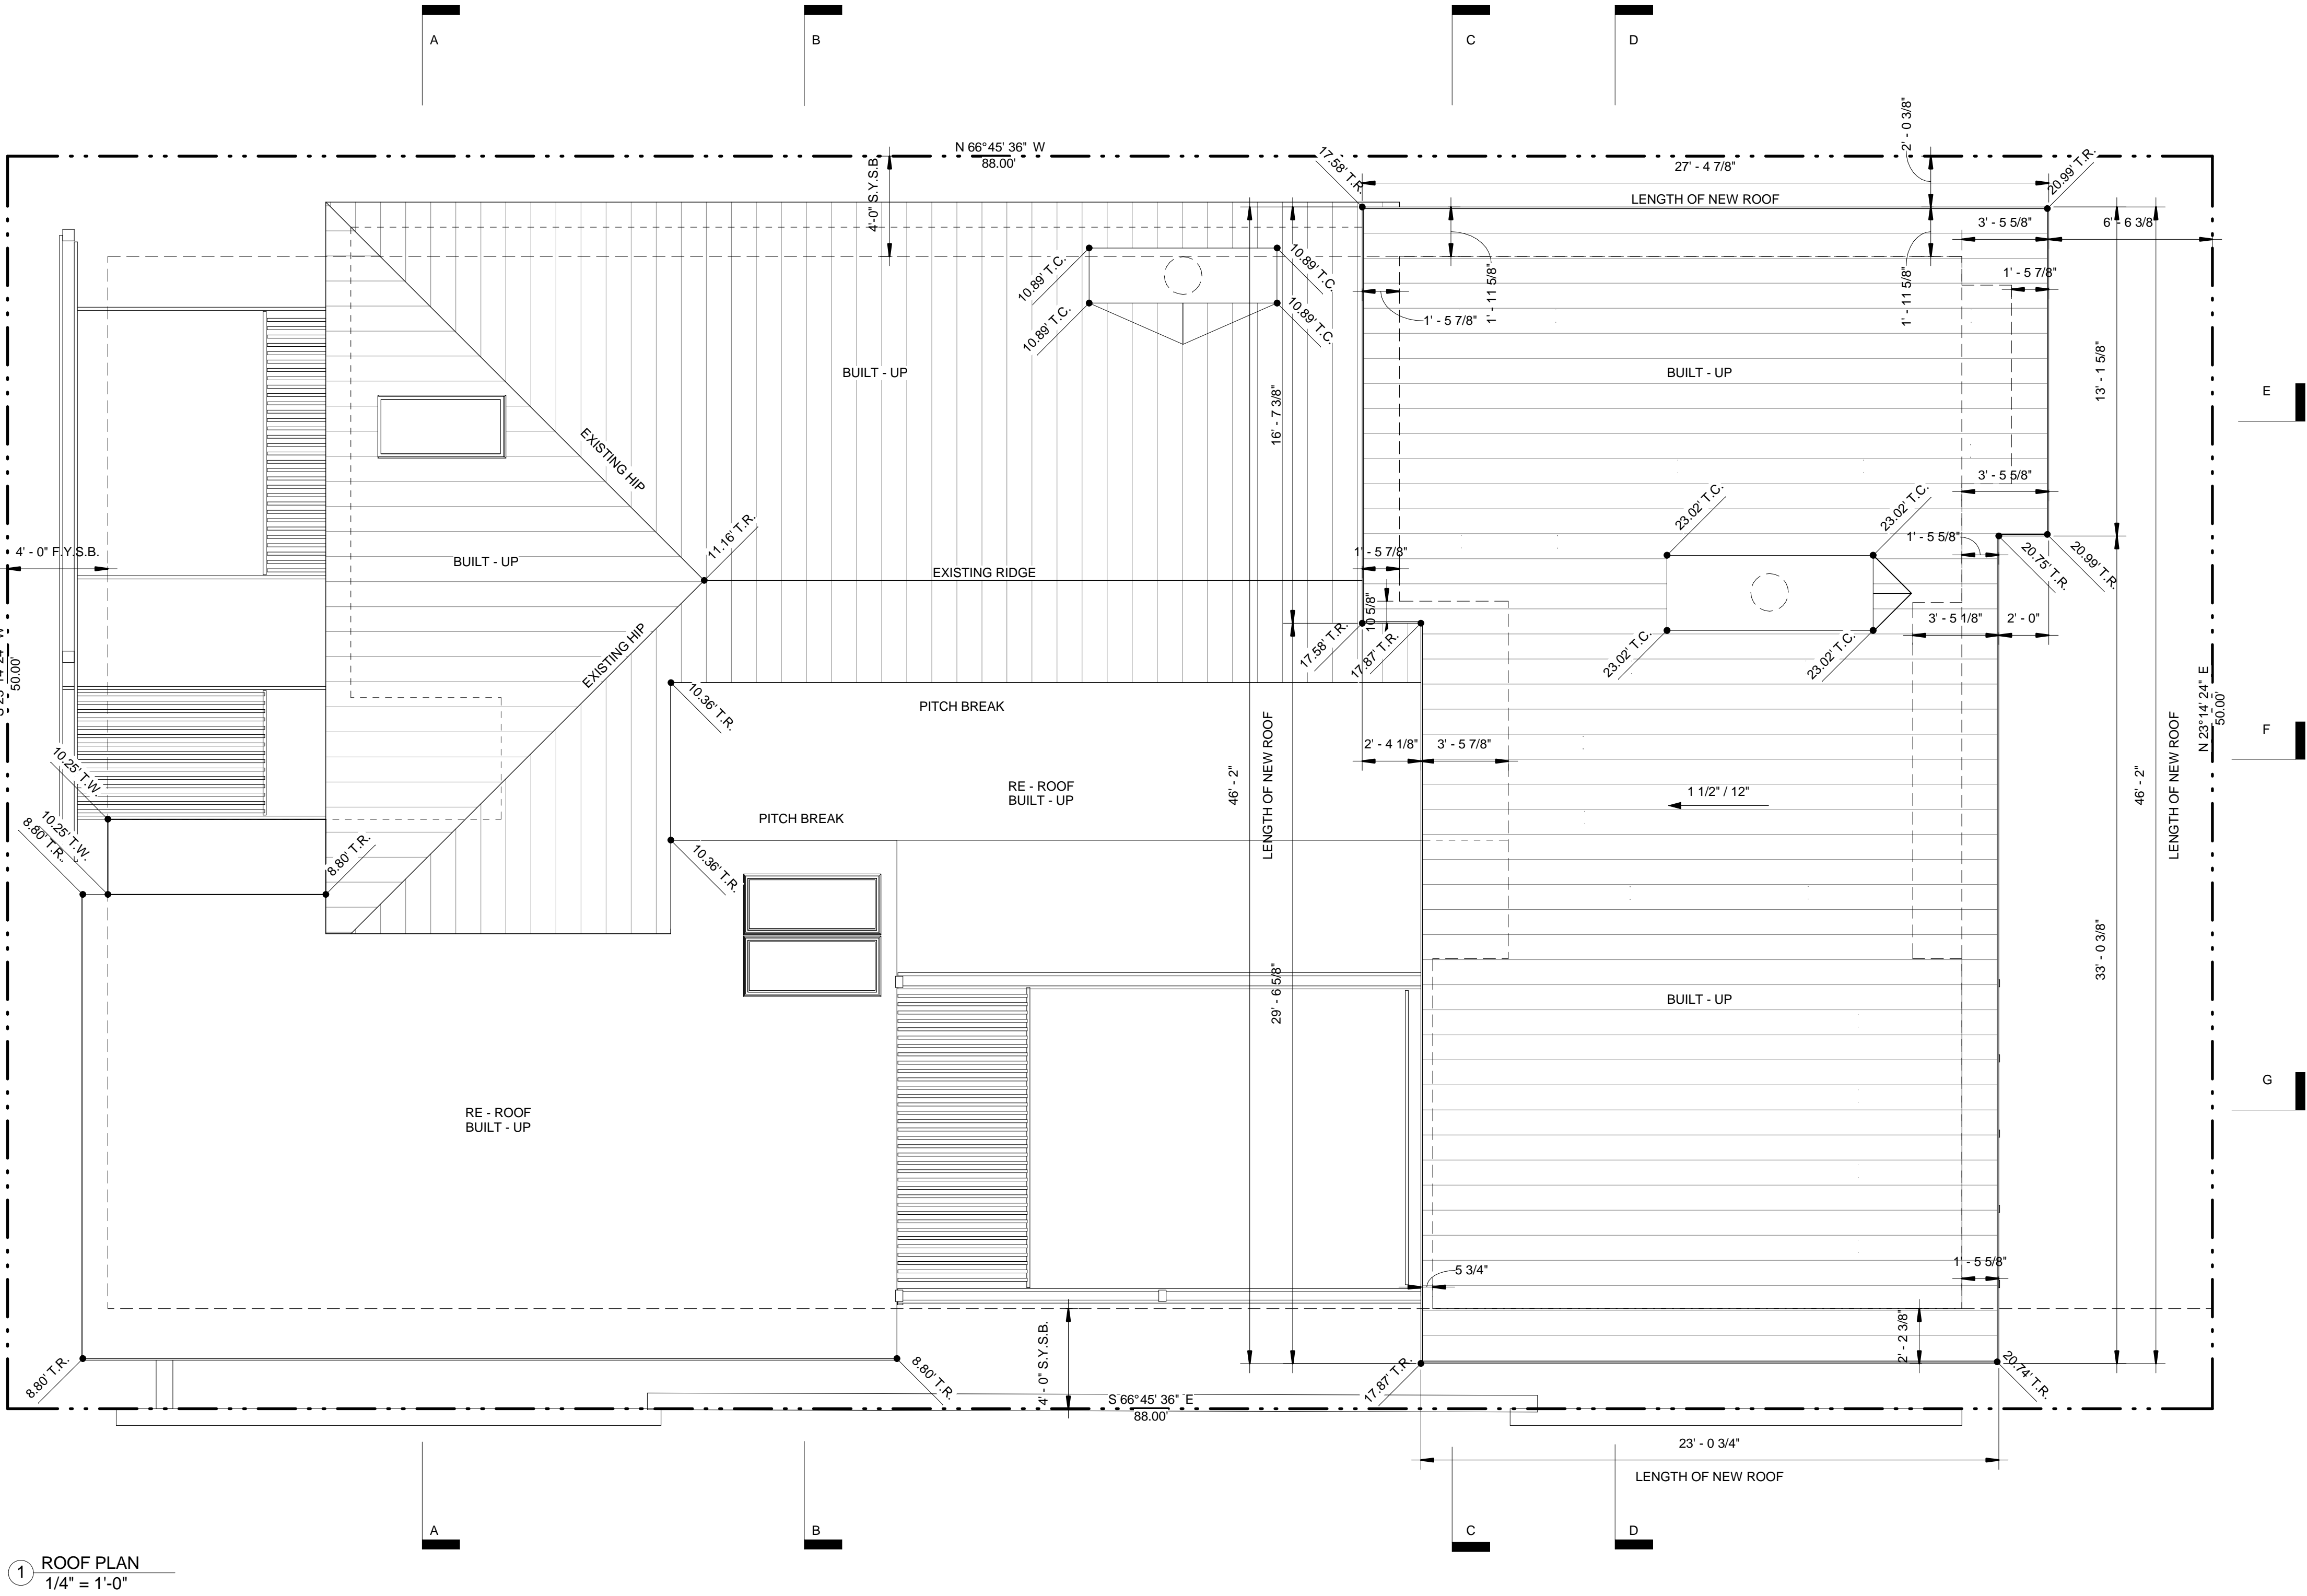 A
B
C
D
N 66°45' 36" W
88.00'
4'-0" S.Y.S.B
17.58' T.R.
27' - 4 7/8"
LENGTH OF NEW ROOF
2' - 0 3/8"
20.99' T.R.
3' - 5 5/8"
6' - 6 3/8"
1' - 5 7/8"
1' - 11 5/8"
1' - 11 5/8"
1' - 5 7/8"
10.89' T.C.
10.89' T.C.
10.89' T.C.
10.89' T.C.
BUILT - UP
BUILT - UP
16' - 7 3/8"
13' - 1 5/8"
E
EXISTING HIP
3' - 5 5/8"
23.02' T.C.
23.02' T.C.
11.16' T.R.
4' - 0" F.Y.S.B.
BUILT - UP
EXISTING RIDGE
1' - 5 7/8"
1' - 5 5/8"
20.75' T.R.
20.99' T.R.
10 5/8"
3' - 5 1/8"
2' - 0"
17.58' T.R.
17.87' T.R.
23.02' T.C.
23.02' T.C.
EXISTING HIP
50.00'
N 23°14' 24" E
50.00'
10.36' T.R.
PITCH BREAK
F
2' - 4 1/8"
3' - 5 7/8"
10.25' T.W.
RE - ROOF
BUILT - UP
46' - 2"
LENGTH OF NEW ROOF
1 1/2" / 12"
46' - 2"
LENGTH OF NEW ROOF
PITCH BREAK
8.80' T.R.
10.25' T.W.
8.80' T.R.
10.36' T.R.
33' - 0 3/8"
29' - 6 5/8"
BUILT - UP
G
RE - ROOF
BUILT - UP
5 3/4"
1' - 5 5/8"
4' - 0" S.Y.S.B.
2' - 2 3/8"
8.80' T.R.
8.80' T.R.
17.87' T.R.
20.74' T.R.
S 66°45' 36" E
88.00'
23' - 0 3/4"
LENGTH OF NEW ROOF
A
B
C
D
1
ROOF PLAN
1/4" = 1'-0"